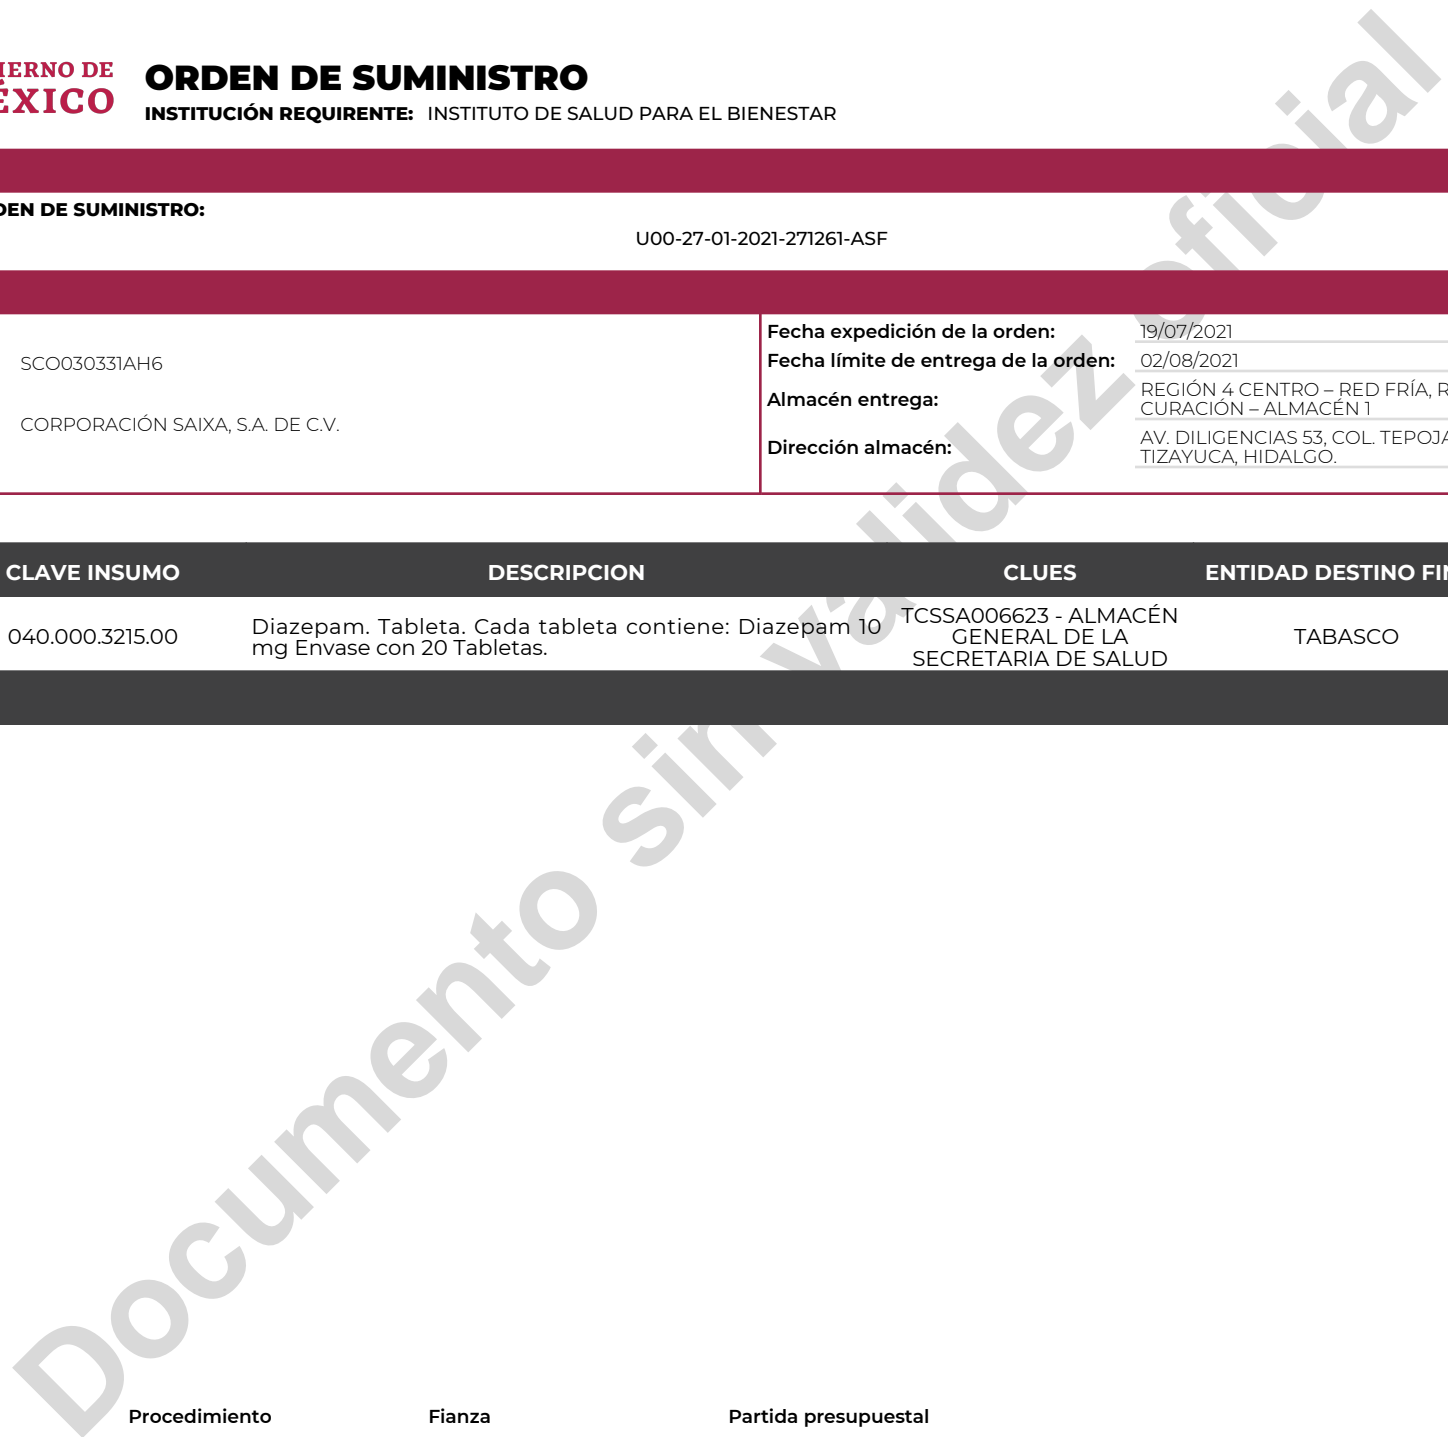 IERNO DE
ÉXICO
ORDEN DE SUMINISTRO
INSTITUCIÓN REQUIRENTE: INSTITUTO DE SALUD PARA EL BIENESTAR
DEN DE SUMINISTRO:
U00-27-01-2021-271261-ASF
SCO030331AH6
CORPORACIÓN SAIXA, S.A. DE C.V.
Fecha expedición de la orden: 19/07/2021
Fecha límite de entrega de la orden: 02/08/2021
Almacén entrega: REGIÓN 4 CENTRO – RED FRÍA, R
CURACIÓN – ALMACÉN 1
Dirección almacén: AV. DILIGENCIAS 53, COL. TEPOJA
TIZAYUCA, HIDALGO.
CLAVE INSUMO DESCRIPCION CLUES ENTIDAD DESTINO FIN
040.000.3215.00
Diazepam. Tableta. Cada tableta contiene: Diazepam 10
mg Envase con 20 Tabletas.
TCSSA006623 - ALMACÉN
GENERAL DE LA
SECRETARIA DE SALUD
TABASCO
Documento sin validez oficial
Procedimiento Fianza Partida presupuestal